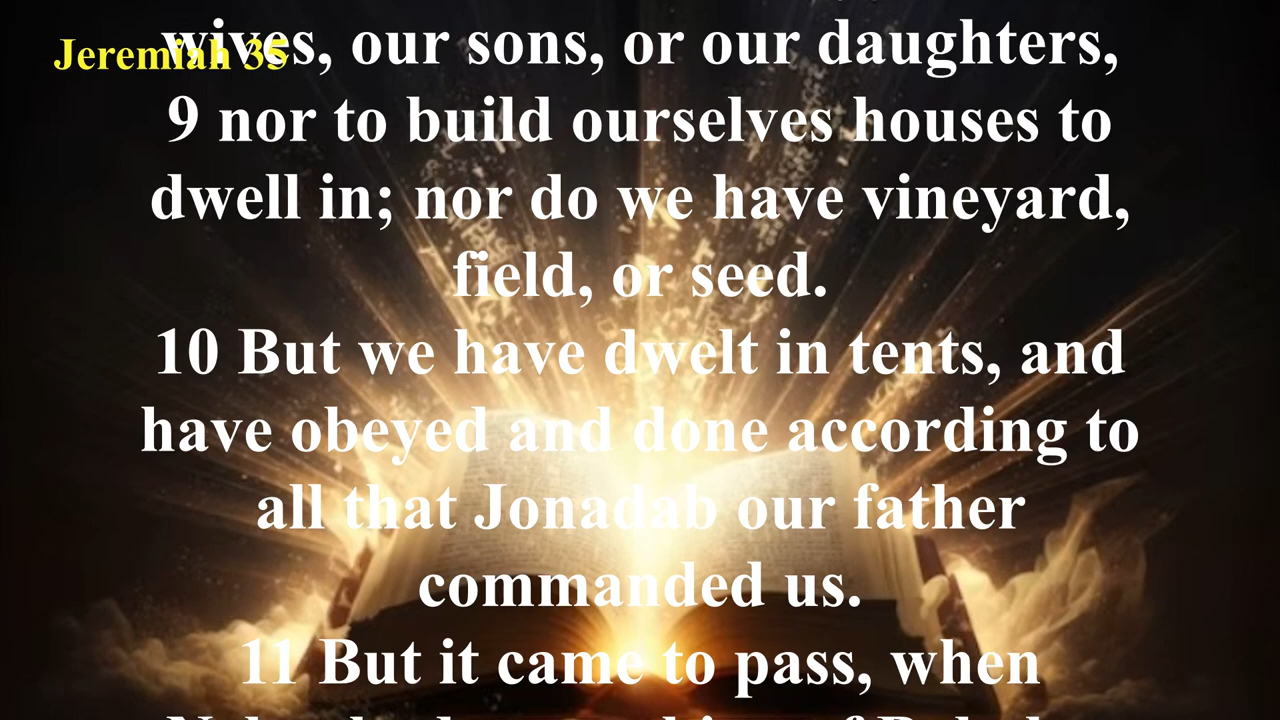 Jeremiah 35
wives, our sons, or our daughters,
9 nor to build ourselves houses to
dwell in; nor do we have vineyard,
field, or seed.
10 But we have dwelt in tents, and
have obeyed and done according to
all that Jonadab our father
commanded us.
11 But it came to pass, when